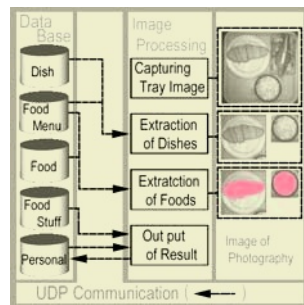 Data
Base
Dish
Food
Menu
Food
Food
Stuff
Personal
Image
Processing
Capturing
Tray Image
Extraction
of Dishes
Extratction
of Foods
Out put
of Result
Image of
Photography
UDP Communication ( )